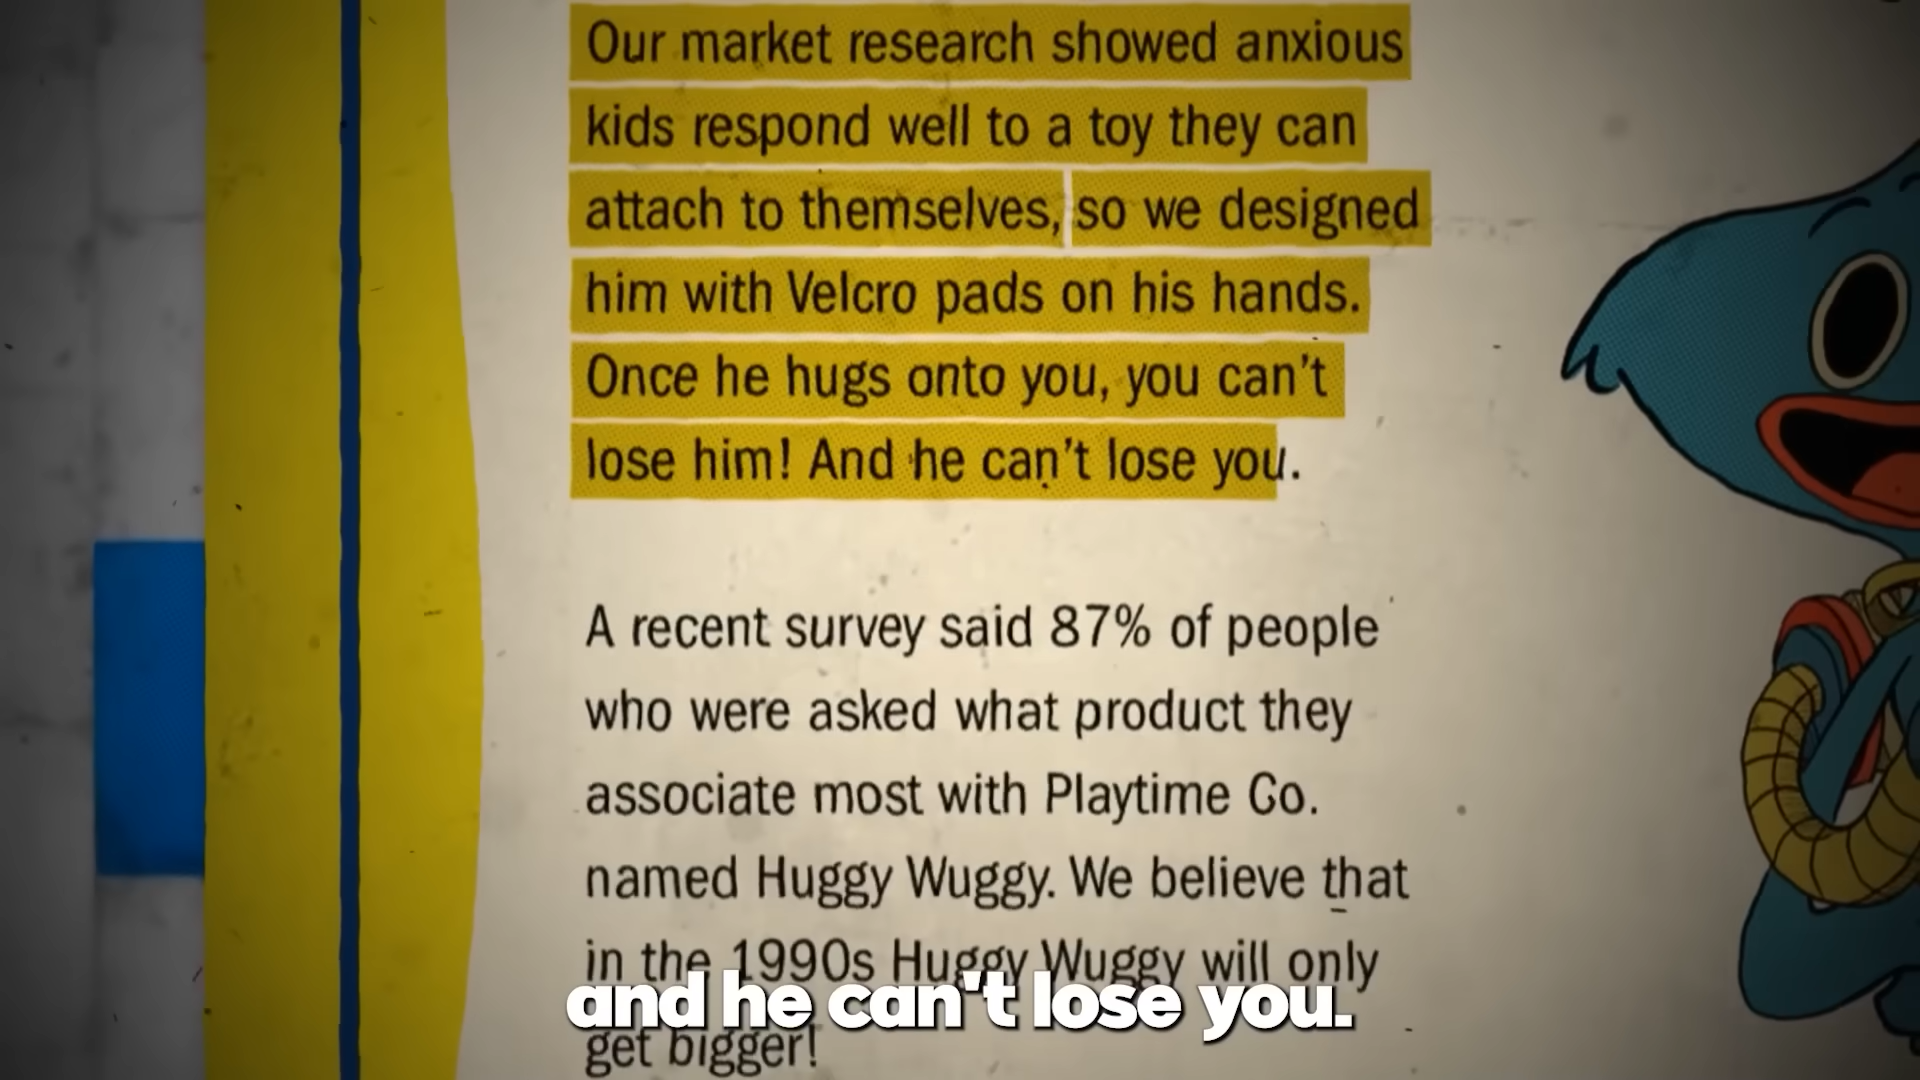 Our market research showed anxious
kids respond well to a toy they can
attach to themselves, so we designed
him with Velcro pads on his hands.
Once he hugs onto you, you can't
lose him! And he can't lose you.
A recent survey said 87% of people
who were asked what product they
associate most with Playtime Co.
named Huggy Wuggy. We believe that
in the 1990s Huggy Wuggy will only
get bigger!
and he can't lose you.